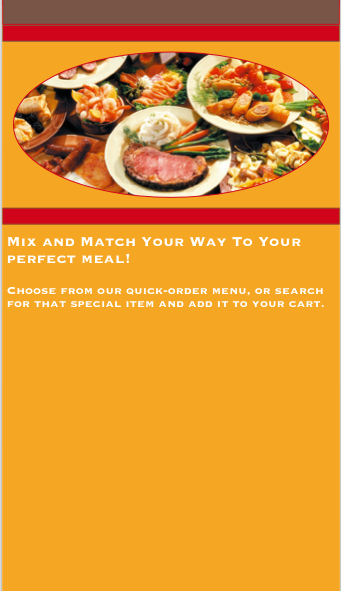 Mix and Match Your Way To Your
perfect meal!
Choose from our quick-order menu, or search
for that special item and add it to your cart.